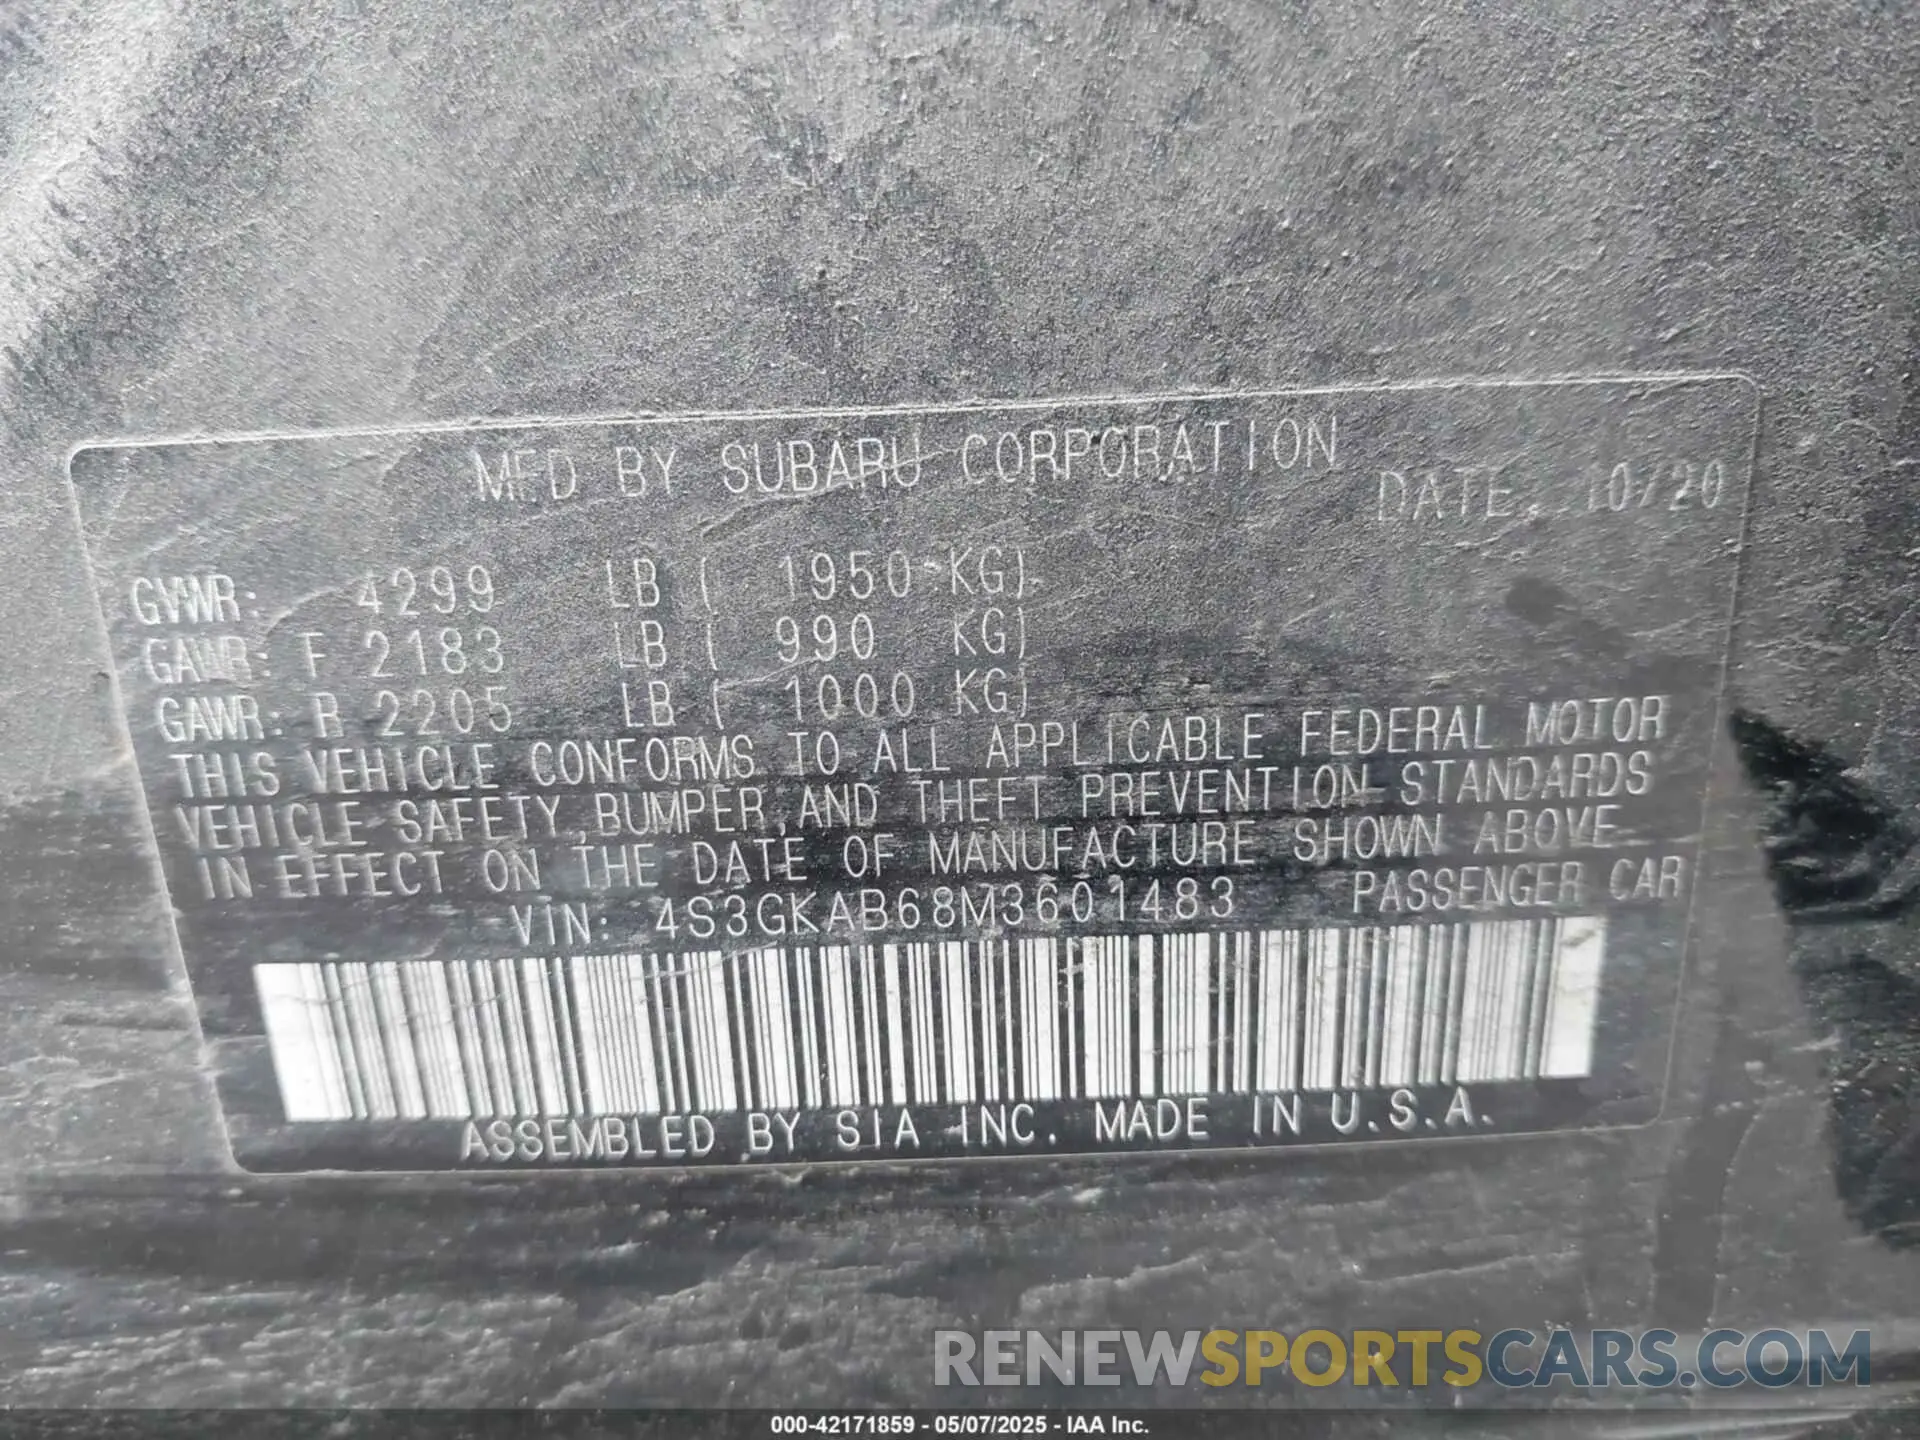 MFD BY SUBARU CORPORATION
DATE. 10/20
GVWR: 4299 LB ( 1950 KG)
GAWR: F 2183 LB ( 990 KG)
GAWR: R 2205 LB ( 1000 KG)
THIS VEHICLE CONFORMS TO ALL APPLICABLE FEDERAL MOTOR
VEHICLE SAFETY,BUMPER,AND THEFT PREVENTION STANDARDS
IN EFFECT ON THE DATE OF MANUFACTURE SHOWN ABOVE
VIN: 4S3GKAB68M3601483 PASSENGER CAR
ASSEMBLED BY SIA INC. MADE IN U.S.A.
RENEWSPORTSCARS.COM
000-42171859 - 05/07/2025 - IAA Inc.